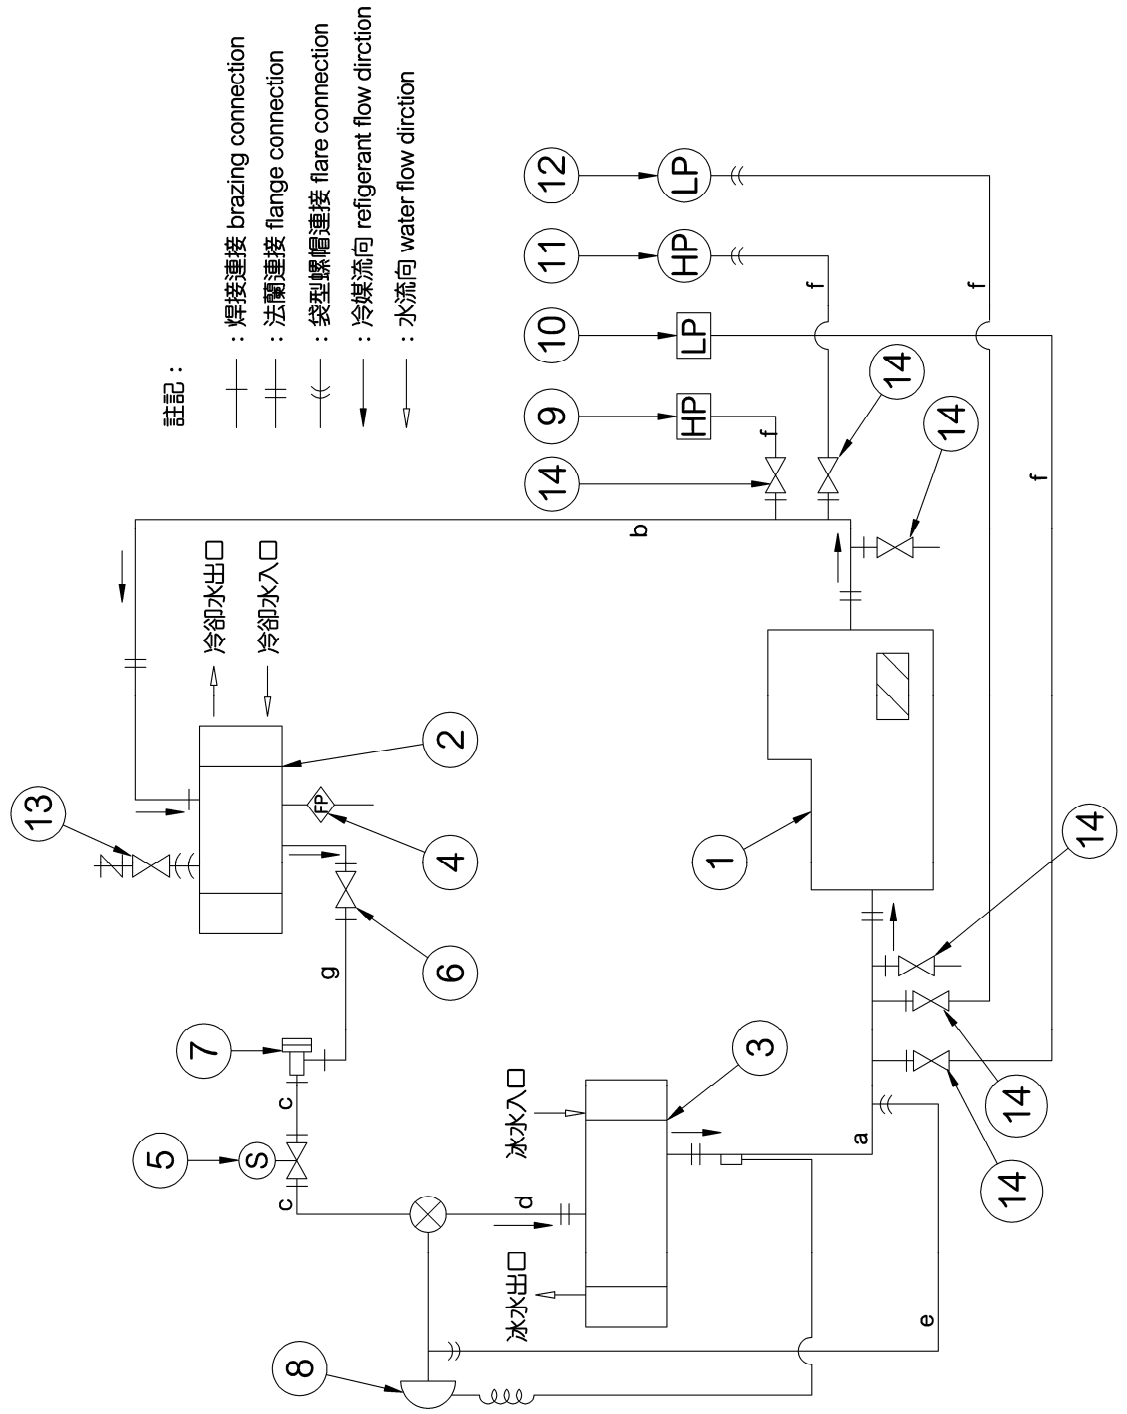 註記：
：焊接連接 brazing connection
：法蘭連接 flange connection
：袋型螺帽連接 flare connection
：冷媒流向 refigerant flow dirction
：水流向 water flow dirction
13
冷卻水出口
冷卻水入口
2
FP
4
6
g
7
c
5
S
c
8
冰水出口
冰水入口
d
3
a
e
1
b
12
LP
11
HP
10
LP
9
HP
14
f
f
f
f
14
14
14
14
14